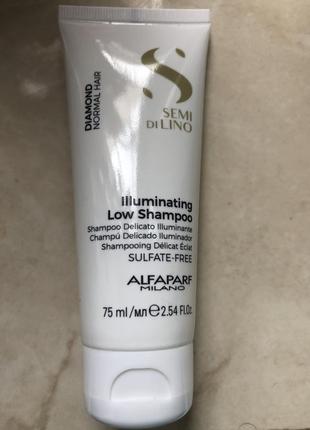 DIAMOND
NORMAL HAIR
S
SEMI
DI LINO
Illuminating
Low Shampoo
Shampoo Delicato Illuminante
Champú Delicado Iluminador
Shampooing Délicat Éclat
SULFATE-FREE
ALFAPARF
MILANO
75 ml/мл ℮ 2.54 Fl.Oz.